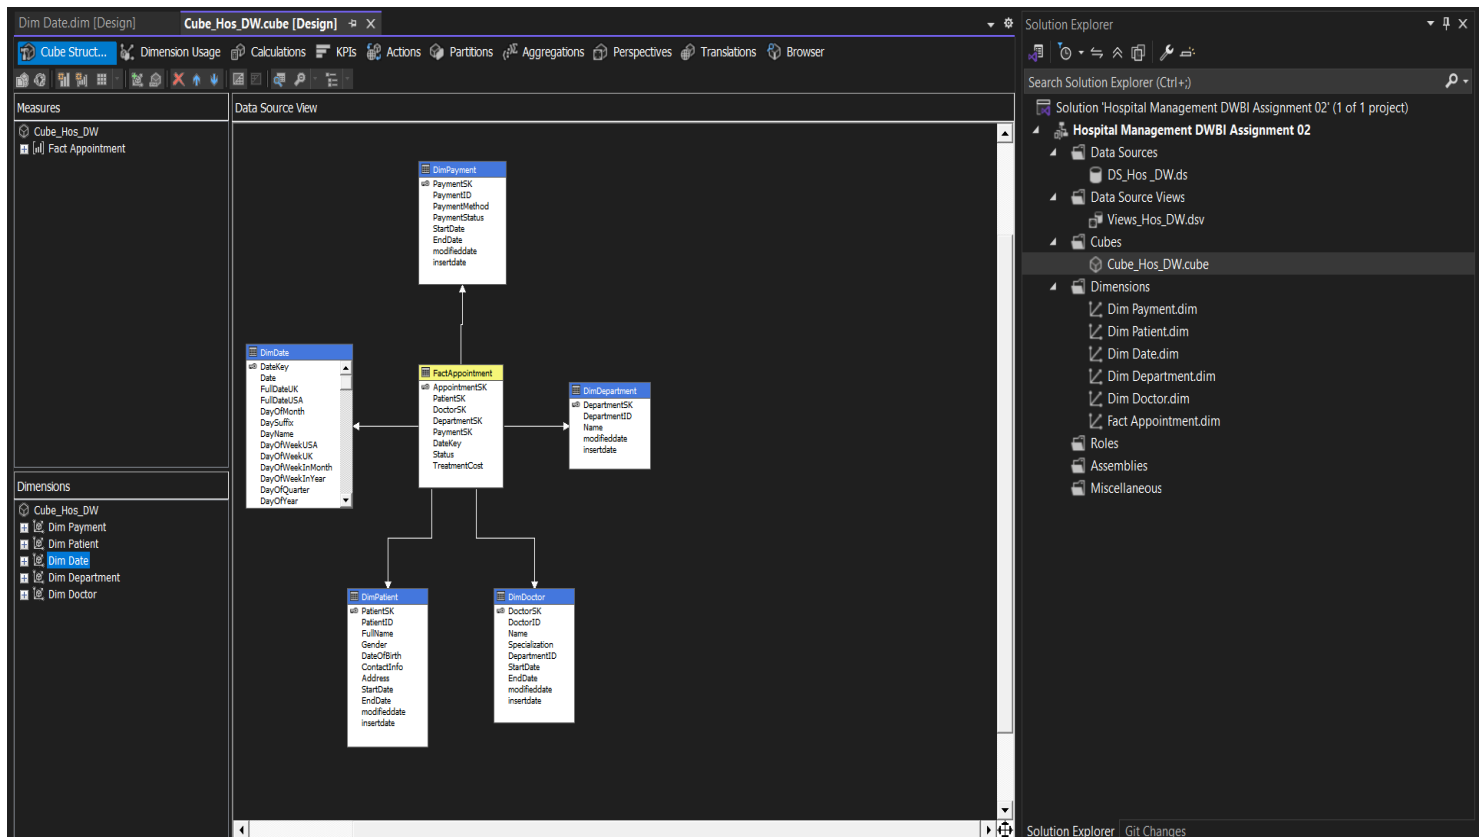 Dim Date.dim [Design]
Cube_Hos_DW.cube [Design]
Cube Struct...
Dimension Usage
Calculations
KPIs
Actions
Partitions
Aggregations
Perspectives
Translations
Browser
Measures
Cube_Hos_DW
Fact Appointment
Dimensions
Cube_Hos_DW
Dim Payment
Dim Patient
Dim Date
Dim Department
Dim Doctor
Data Source View
DimPayment
PaymentSK
PaymentID
PaymentMethod
PaymentStatus
StartDate
EndDate
modifieddate
insertdate
DimDate
DateKey
Date
FullDateUK
FullDateUSA
DayOfMonth
DaySuffix
DayName
DayOfWeekUSA
DayOfWeekUK
DayOfWeekInMonth
DayOfWeekInYear
DayOfQuarter
DayOfYear
FactAppointment
AppointmentSK
PatientSK
DoctorSK
DepartmentSK
PaymentSK
DateKey
Status
TreatmentCost
DimDepartment
DepartmentSK
DepartmentID
Name
modifieddate
insertdate
DimPatient
PatientSK
PatientID
FullName
Gender
DateOfBirth
ContactInfo
Address
StartDate
EndDate
modifieddate
insertdate
DimDoctor
DoctorSK
DoctorID
Name
Specialization
DepartmentID
StartDate
EndDate
modifieddate
insertdate
Solution Explorer
Search Solution Explorer (Ctrl+;)
Solution 'Hospital Management DWBI Assignment 02' (1 of 1 project)
Hospital Management DWBI Assignment 02
Data Sources
DS_Hos _DW.ds
Data Source Views
Views_Hos_DW.dsv
Cubes
Cube_Hos_DW.cube
Dimensions
Dim Payment.dim
Dim Patient.dim
Dim Date.dim
Dim Department.dim
Dim Doctor.dim
Fact Appointment.dim
Roles
Assemblies
Miscellaneous
Solution Explorer
Git Changes